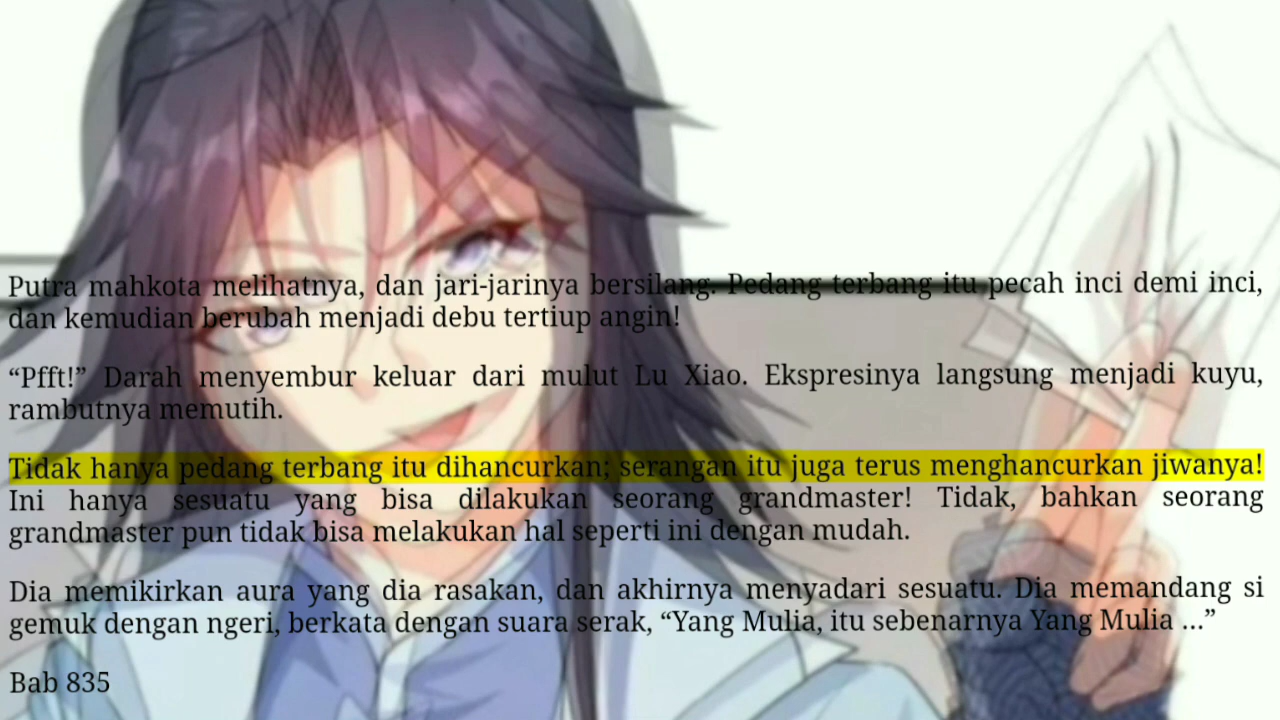 Putra mahkota melihatnya, dan jari-jarinya bersilang. Pedang terbang itu pecah inci demi inci,
dan kemudian berubah menjadi debu tertiup angin!
“Pfft!” Darah menyembur keluar dari mulut Lu Xiao. Ekspresinya langsung menjadi kuyu,
rambutnya memutih.
Tidak hanya pedang terbang itu dihancurkan; serangan itu juga terus menghancurkan jiwanya!
Ini hanya sesuatu yang bisa dilakukan seorang grandmaster! Tidak, bahkan seorang
grandmaster pun tidak bisa melakukan hal seperti ini dengan mudah.
Dia memikirkan aura yang dia rasakan, dan akhirnya menyadari sesuatu. Dia memandang si
gemuk dengan ngeri, berkata dengan suara serak, “Yang Mulia, itu sebenarnya Yang Mulia ...”
Bab 835